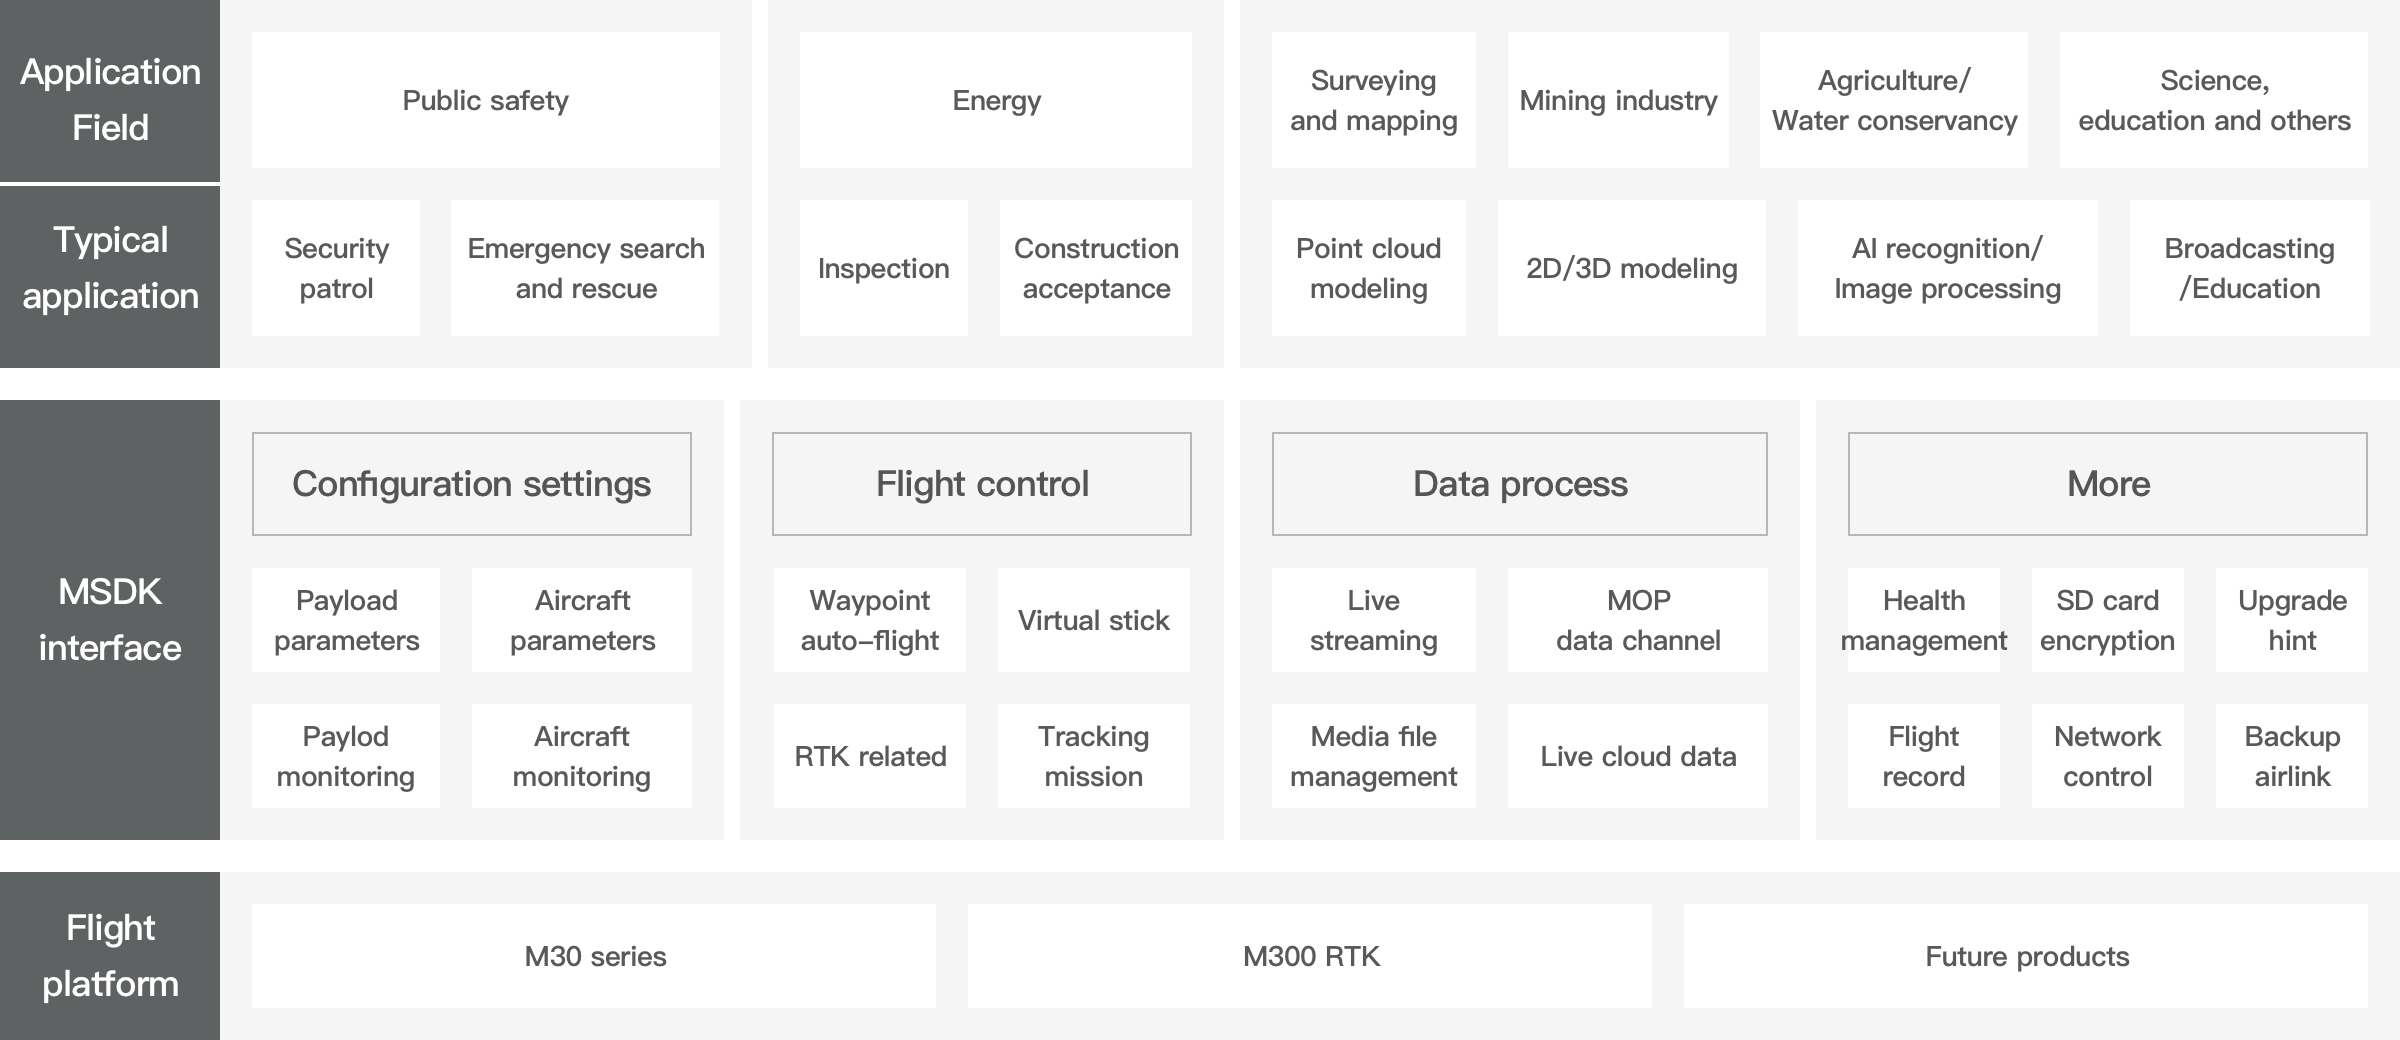 Application
Field
Public safety
Energy
Surveying
and mapping
Mining industry
Agriculture/
Water conservancy
Science,
education and others
Typical
application
Security
patrol
Emergency search
and rescue
Inspection
Construction
acceptance
Point cloud
modeling
2D/3D modeling
AI recognition/
Image processing
Broadcasting
/Education
MSDK
interface
Configuration settings
Flight control
Data process
More
Payload
parameters
Aircraft
parameters
Waypoint
auto-flight
Virtual stick
Live
streaming
MOP
data channel
Health
management
SD card
encryption
Upgrade
hint
Paylod
monitoring
Aircraft
monitoring
RTK related
Tracking
mission
Media file
management
Live cloud data
Flight
record
Network
control
Backup
airlink
Flight
platform
M30 series
M300 RTK
Future products